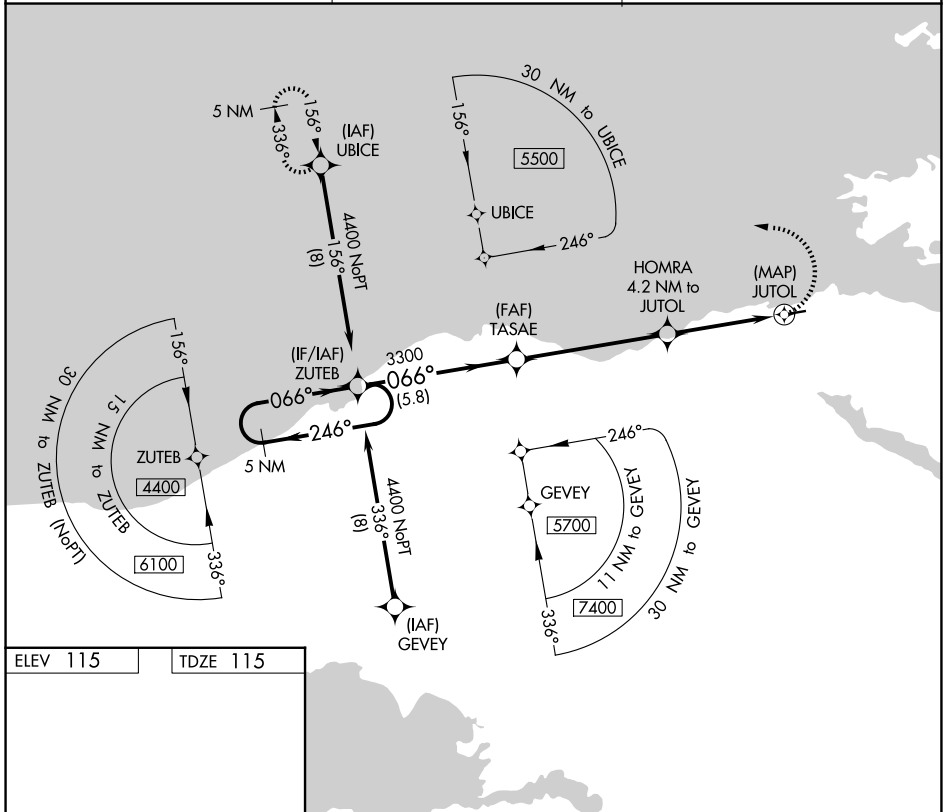 5 NM
156°
336°
(IAF)
UBICE
4400 NoPT
156°
(8)
30 NM to UBICE
156°
5500
UBICE
246°
HOMRA
4.2 NM to
JUTOL
(MAP)
JUTOL
(FAF)
TASAE
(IF/IAF)
ZUTEB
3300
066°
(5.8)
066°
246°
5 NM
156°
30 NM to ZUTEB (NoPT)
15 NM to ZUTEB
ZUTEB
4400
6100
336°
4400 NoPT
336°
(8)
(IAF)
GEVEY
246°
GEVEY
5700
11 NM to GEVEY
7400
30 NM to GEVEY
336°
ELEV 115
TDZE 115